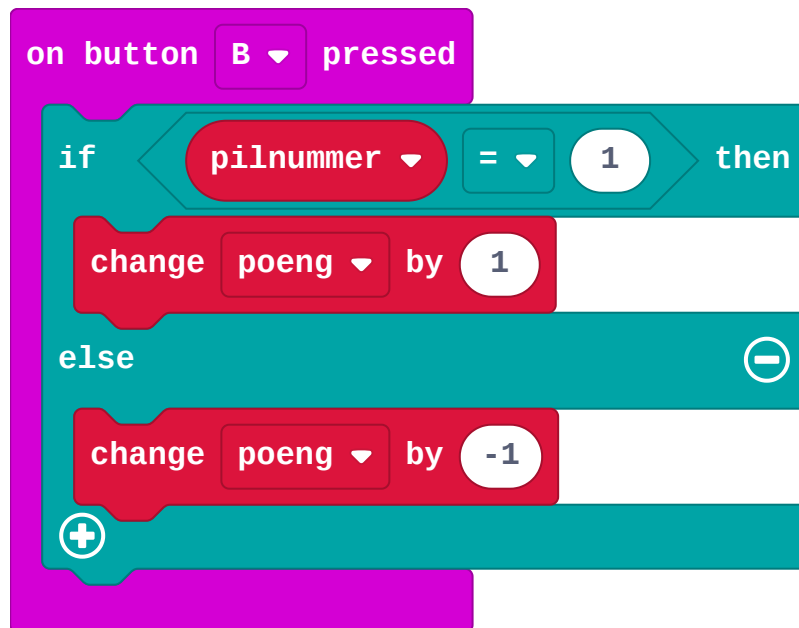 on button B pressed
if pilnummer = 1 then
change poeng by 1
else
change poeng by -1